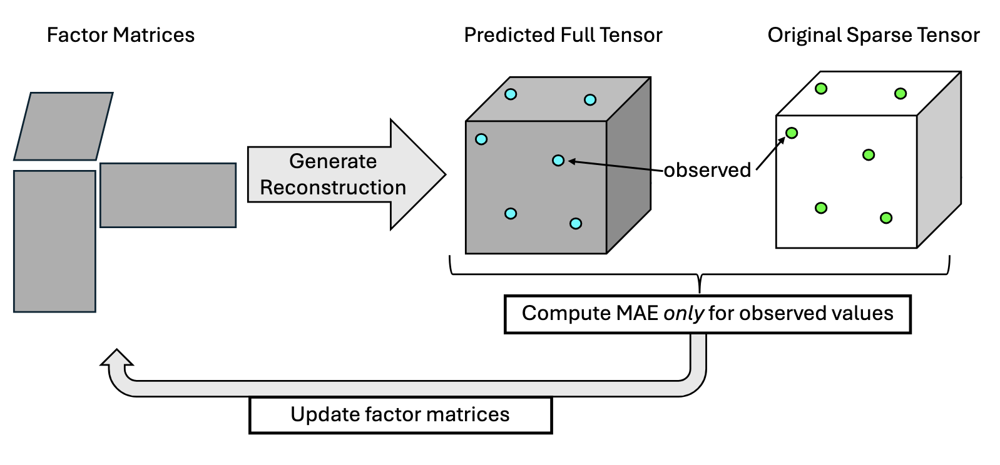 Factor Matrices
Predicted Full Tensor
Original Sparse Tensor
Generate
Reconstruction
observed
Compute MAE only for observed values
Update factor matrices